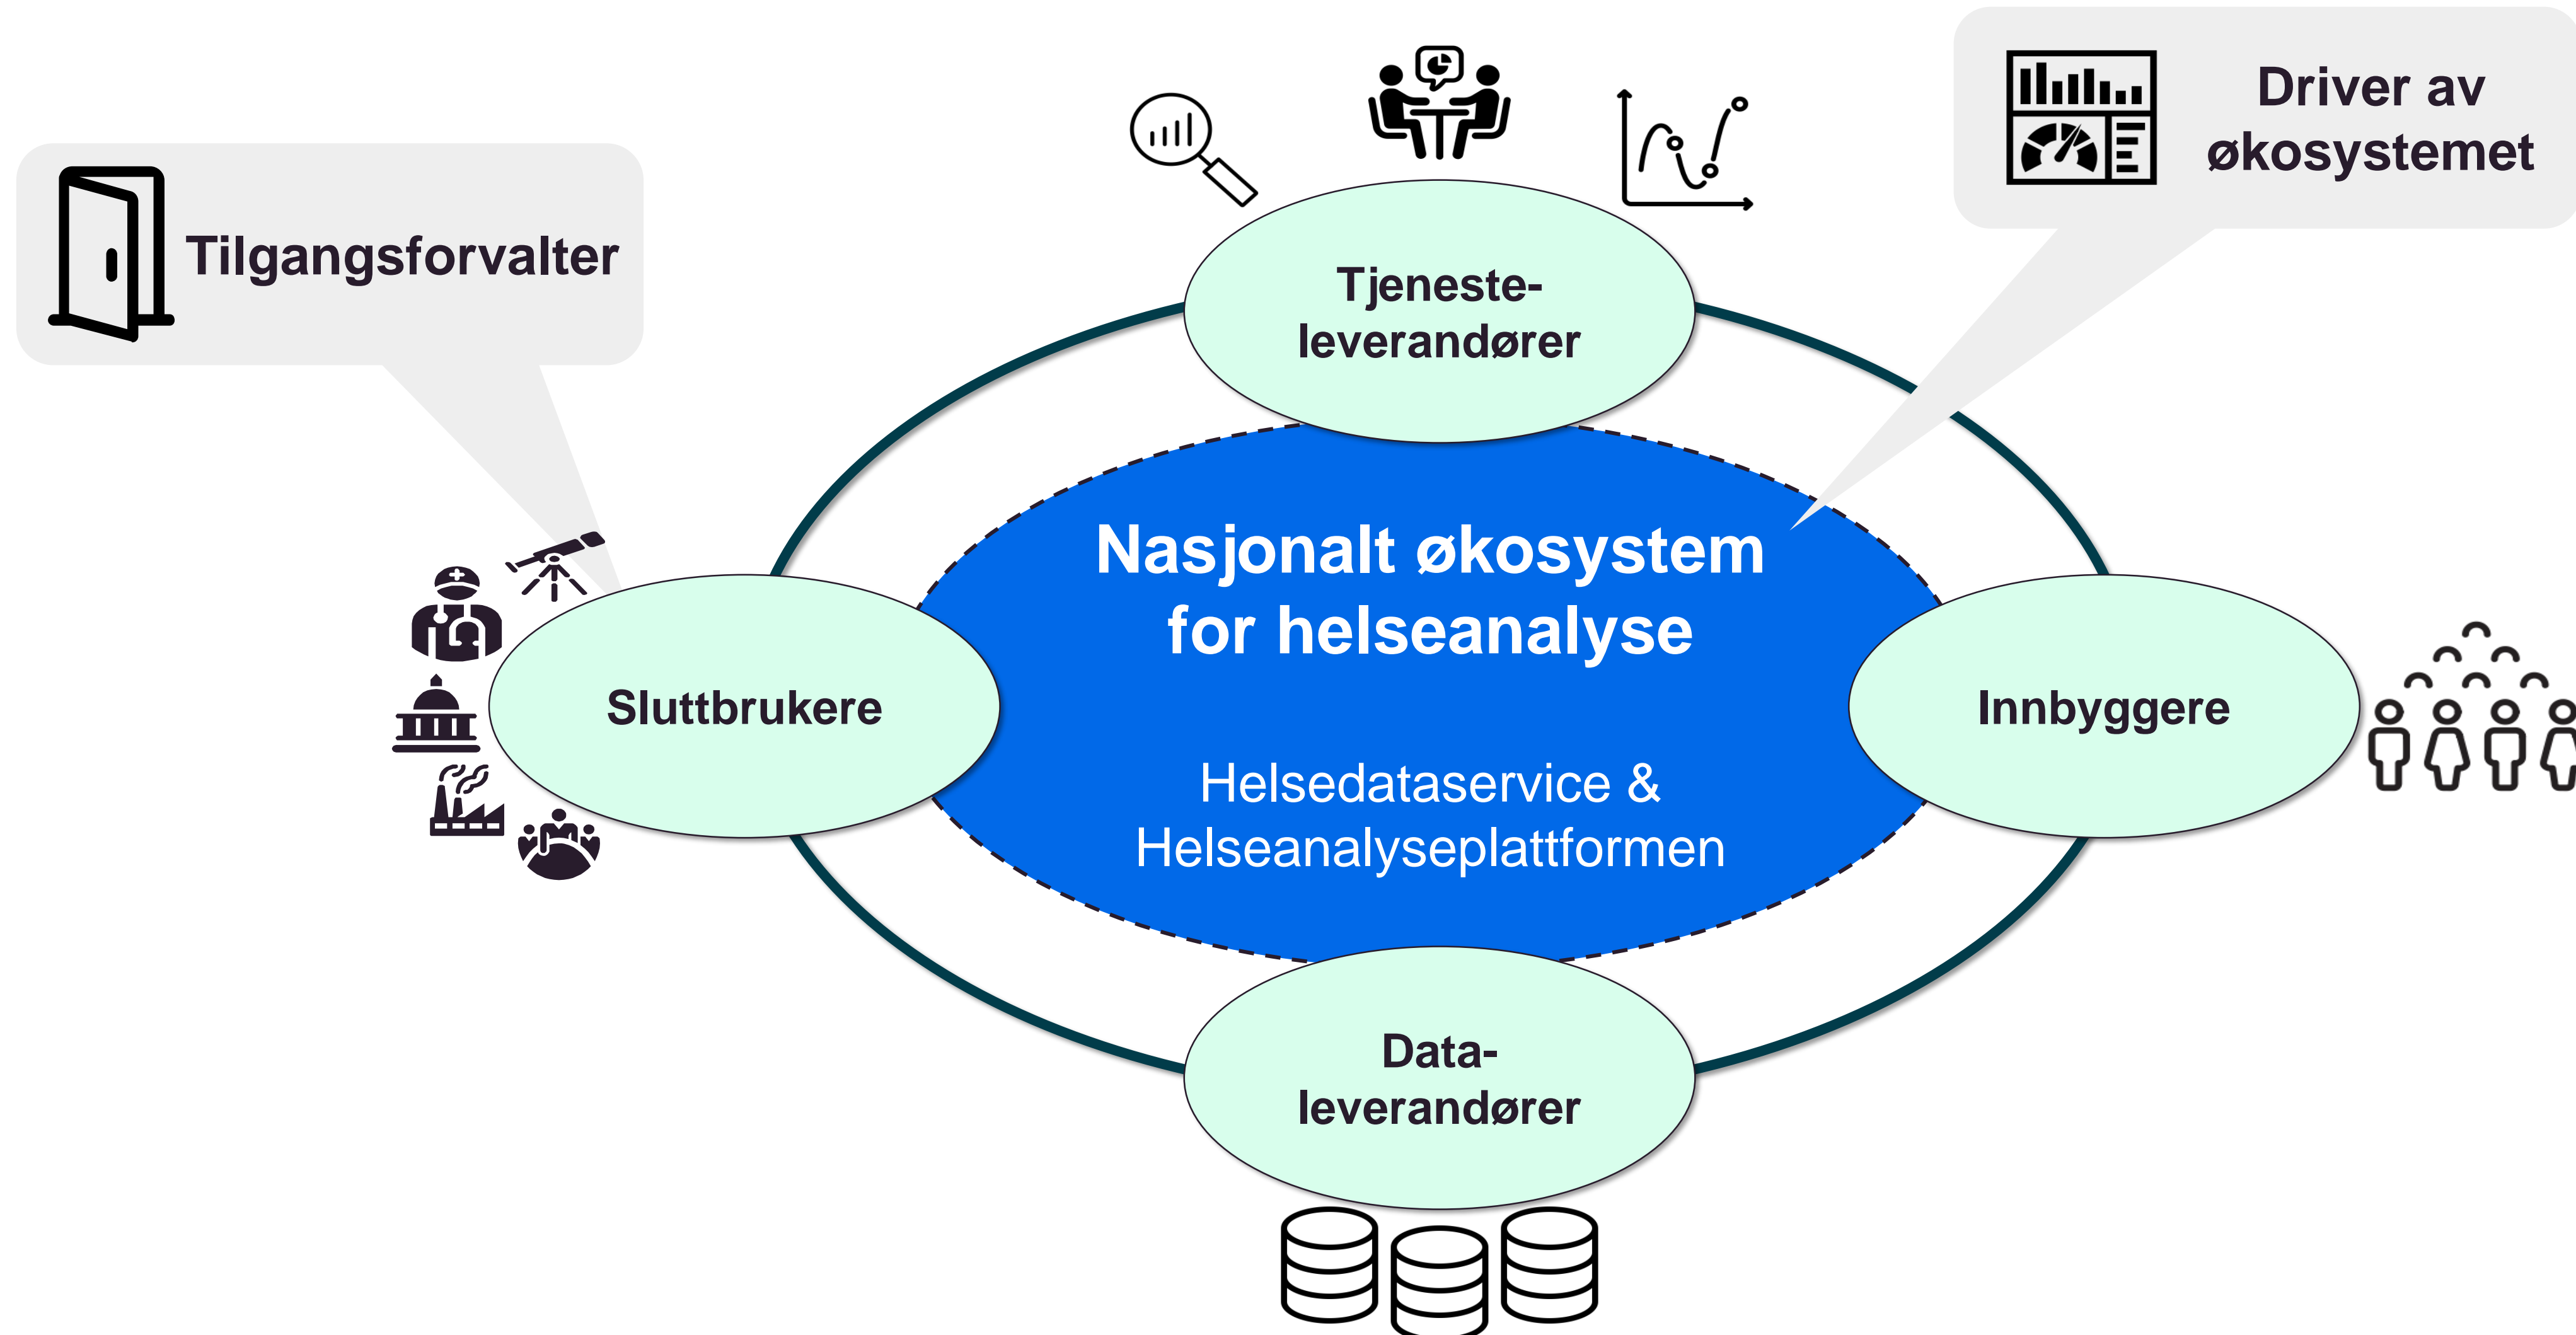 Driver av
økosystemet
Tilgangsforvalter
Tjeneste-
leverandører
Nasjonalt økosystem
for helseanalyse
Sluttbrukere
Innbyggere
Helsedataservice &
Helseanalyseplattformen
Data-
leverandører